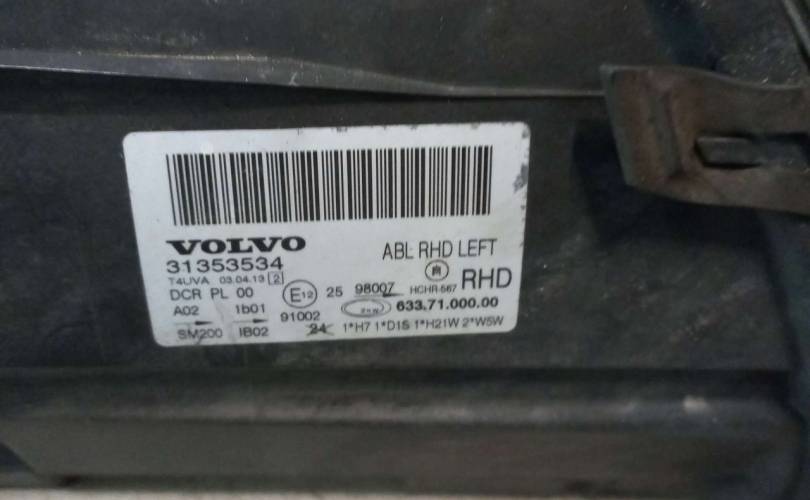 VOLVO
ABL RHD LEFT
31353534
RHD
T4UVA 03.04.13 2
HCHR-567
DCR PL 00
E12 25 98007
A02 1b01
91002
ZKW 633.71.000.00
SM200 IB02
24 1*H7 1*D1S 1*H21W 2*W5W